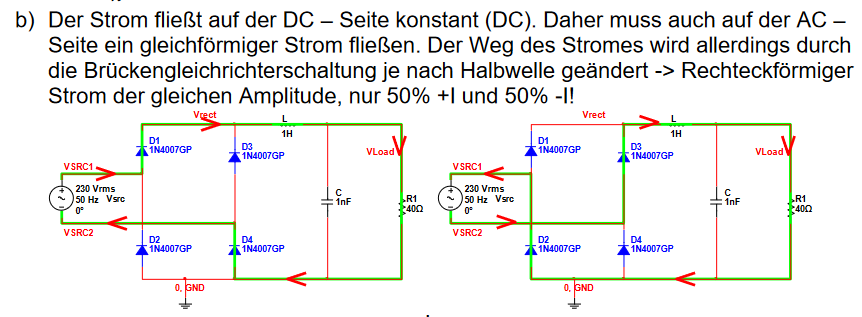 b) Der Strom fließt auf der DC – Seite konstant (DC). Daher muss auch auf der AC –
Seite ein gleichförmiger Strom fließen. Der Weg des Stromes wird allerdings durch
die Brückengleichrichterschaltung je nach Halbwelle geändert -> Rechteckförmiger
Strom der gleichen Amplitude, nur 50% +I und 50% -I!
Vrect
L
1H
D1
1N4007GP
D3
1N4007GP
VLoad
VSRC1
230 Vrms
50 Hz Vsrc
0°
C
1nF
R1
40Ω
VSRC2
D2
1N4007GP
D4
1N4007GP
0, GND
Vrect
L
1H
D1
1N4007GP
D3
1N4007GP
VLoad
VSRC1
230 Vrms
50 Hz Vsrc
0°
C
1nF
R1
40Ω
VSRC2
D2
1N4007GP
D4
1N4007GP
0, GND